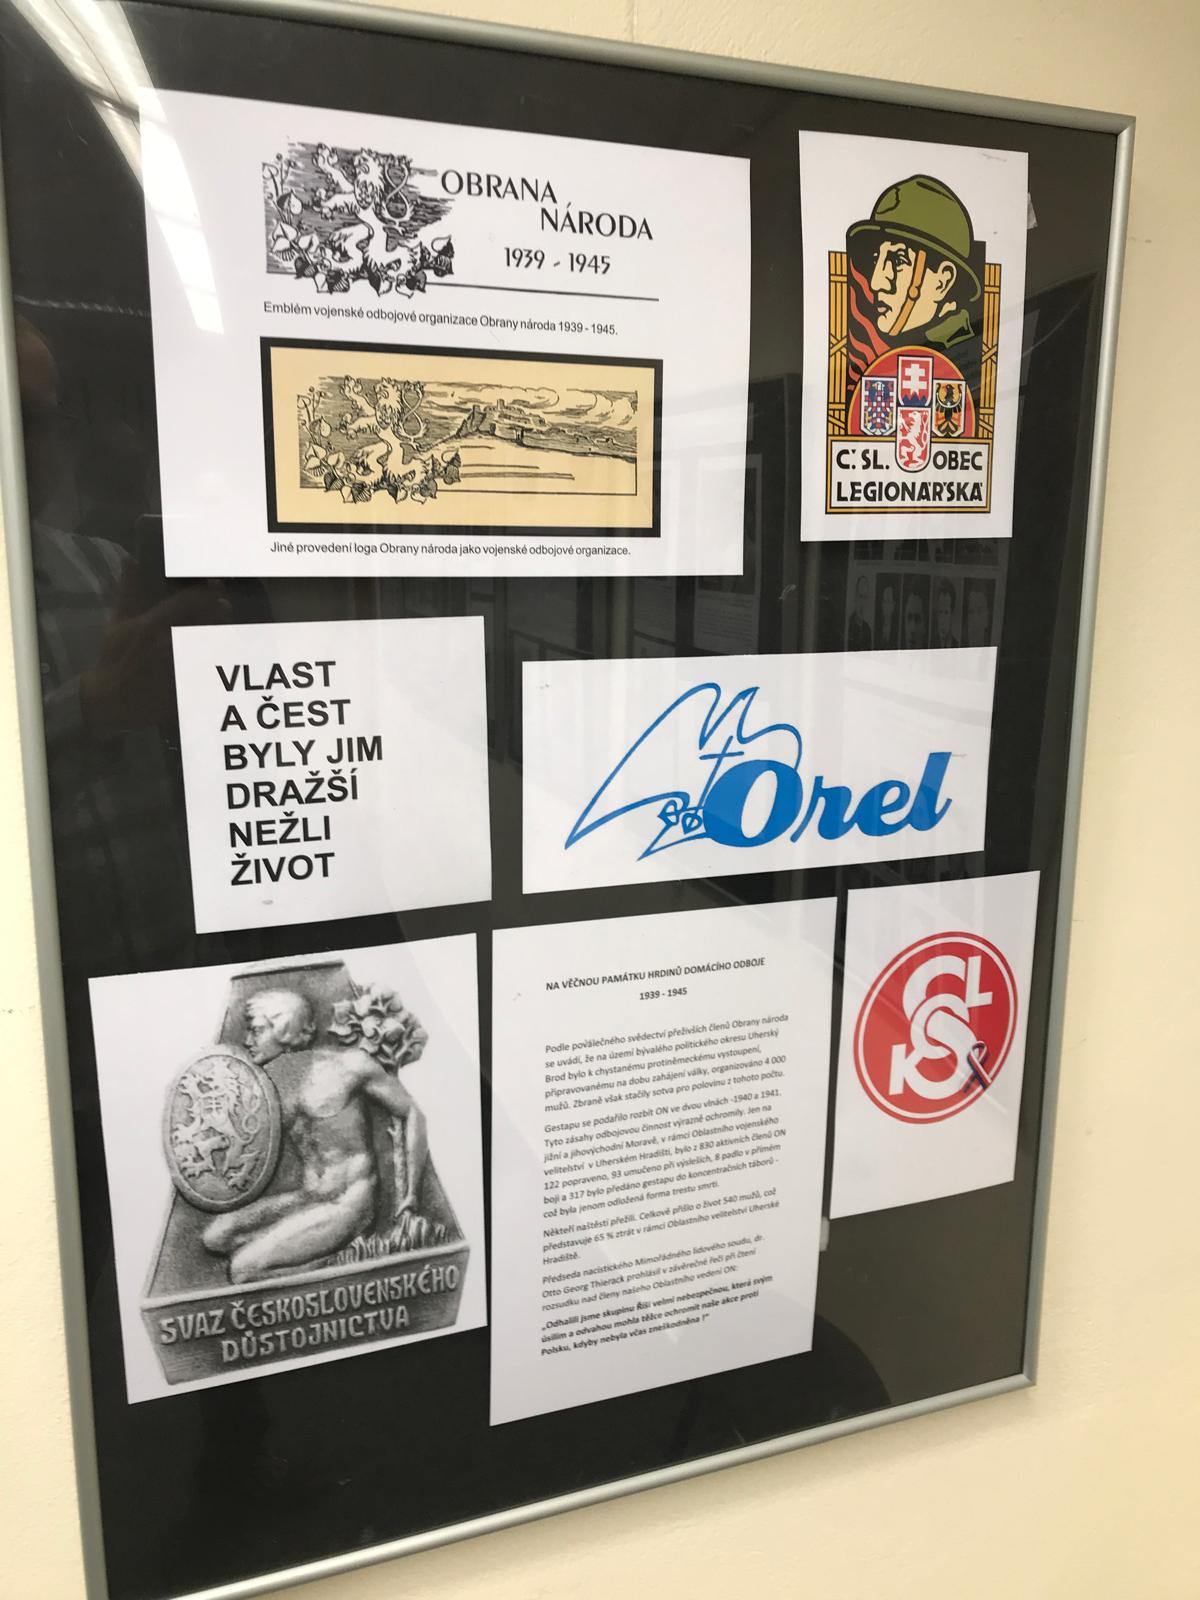 OBRANA
NÁRODA
1939 - 1945
Emblém vojenské odbojové organizace Obrany národa 1939 - 1945.
Jiné provedení loga Obrany národa jako vojenské odbojové organizace.
Č. SL. OBEC
LEGIONÁŘSKÁ
VLAST
A ČEST
BYLY JIM
DRAŽŠÍ
NEŽLI
ŽIVOT
Orel
SVAZ ČESKOSLOVENSKÉHO
DŮSTOJNICTVA
NA VĚČNOU PAMÁTKU HRDINŮ DOMÁCÍHO ODBOJE
1939 - 1945
Podle poválečného svědectví přeživších členů Obrany národa
se uvádí, že na území bývalého politického okresu Uherský
Brod bylo k chystanému protiněmeckému vystoupení,
připravovanému na dobu zahájení války, organizováno 4 000
mužů. Zbraně však stačily sotva pro polovinu z tohoto počtu.
Gestapu se podařilo rozbít ON ve dvou vlnách -1940 a 1941.
Tyto zásahy odbojovou činnost výrazně ochromily. Jen na
jižní a jihovýchodní Moravě, v rámci Oblastního vojenského
velitelství v Uherském Hradišti, bylo z 830 aktivních členů ON
122 popraveno, 93 umučeno při výsleších, 8 padlo v přímém
boji a 317 bylo předáno gestapu do koncentračních táborů -
což byla jenom odložená forma trestu smrti.
Někteří naštěstí přežili. Celkově přišlo o život 540 mužů, což
představuje 65 % ztrát v rámci Oblastního velitelství Uherské
Hradiště.
Předseda nacistického Mimořádného lidového soudu, dr.
Otto Georg Thierack prohlásil v závěrečné řeči při čtení
rozsudku nad členy našeho Oblastního vedení ON:
„Odhalili jsme skupinu Říši velmi nebezpečnou, která svým
úsilím a odvahou mohla těžce ochromit naše akce proti
Polsku, kdyby nebyla včas zneškodněna !"